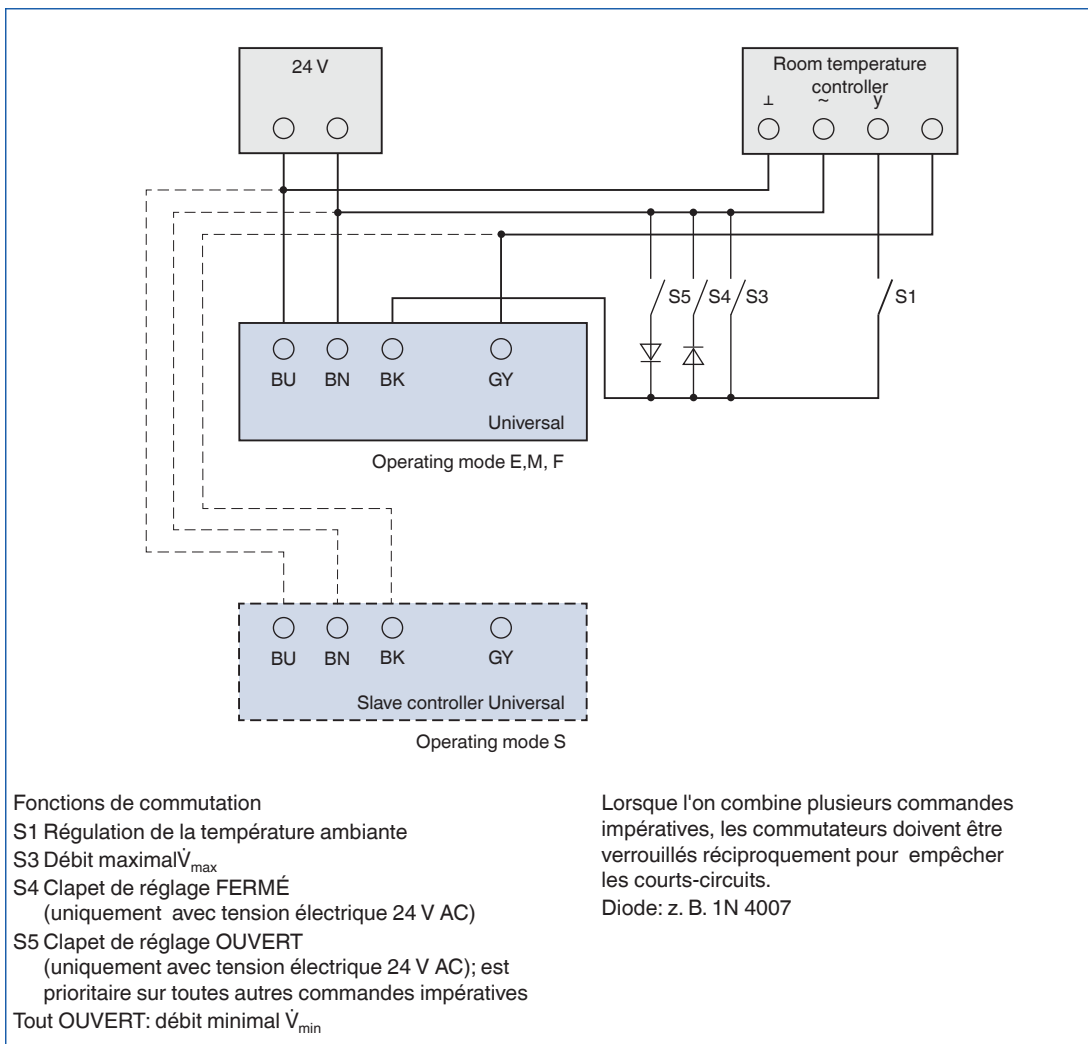 24 V
Room temperature
controller
⊥ ~ y
S5 S4 S3 S1
BU BN BK GY
Universal
Operating mode E,M, F
BU BN BK GY
Slave controller Universal
Operating mode S
Fonctions de commutation
S1 Régulation de la température ambiante
S3 Débit maximalV̇max
S4 Clapet de réglage FERMÉ
(uniquement avec tension électrique 24 V AC)
S5 Clapet de réglage OUVERT
(uniquement avec tension électrique 24 V AC); est
prioritaire sur toutes autres commandes impératives
Tout OUVERT: débit minimal V̇min
Lorsque l'on combine plusieurs commandes
impératives, les commutateurs doivent être
verrouillés réciproquement pour empêcher
les courts-circuits.
Diode: z. B. 1N 4007